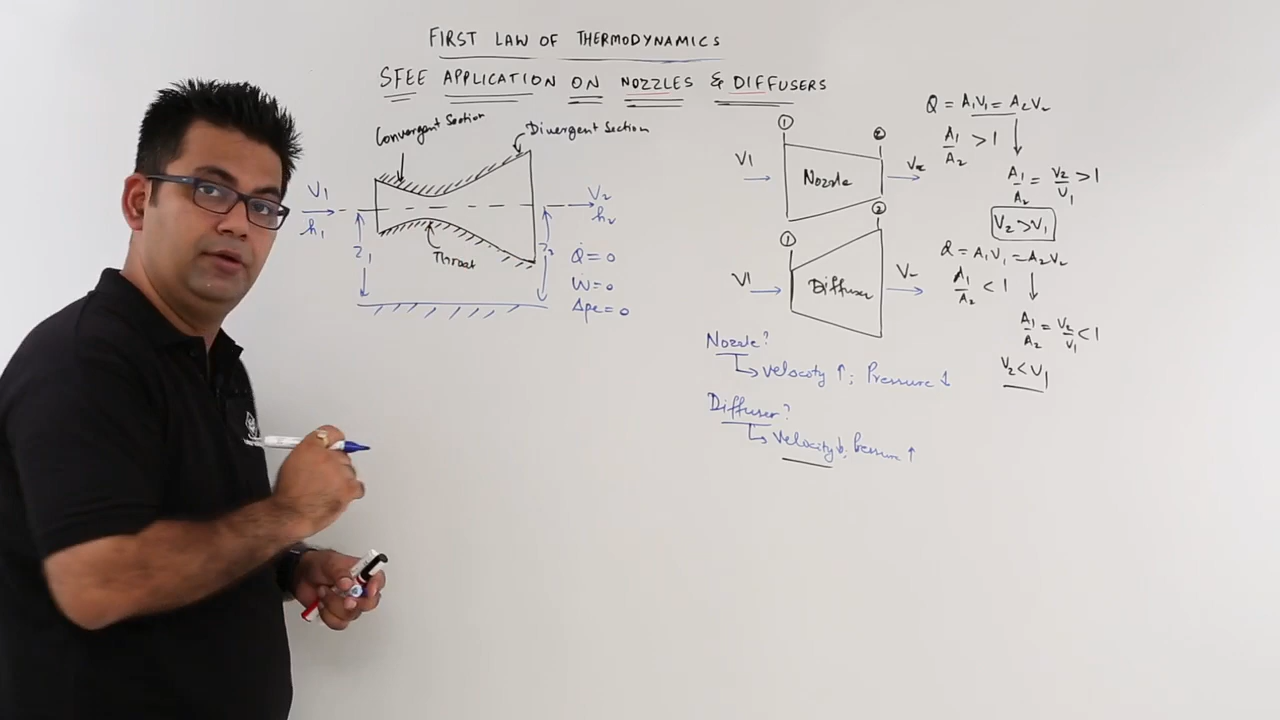 FIRST LAW OF THERMODYNAMICS
SFEE APPLICATION ON NOZZLES & DIFFUSERS
Convergent Section
Divergent Section
V1
h1
Z1
Throat
V2
h2
Z2
Q̇=0
Ẇ=0
Δpe=0
①
②
V1
Nozzle
V2
①
②
V1
Diffuser
Q = A1V1 = A2V2
A1/A2 > 1
A1/A2 = V2/V1 > 1
V2 > V1
Q = A1V1 = A2V2
A1/A2 < 1
A1/A2 = V2/V1 < 1
V2 < V1
Nozzle?
velocity ↑; Pressure ↓
Diffuser?
velocity ↓; Pressure ↑